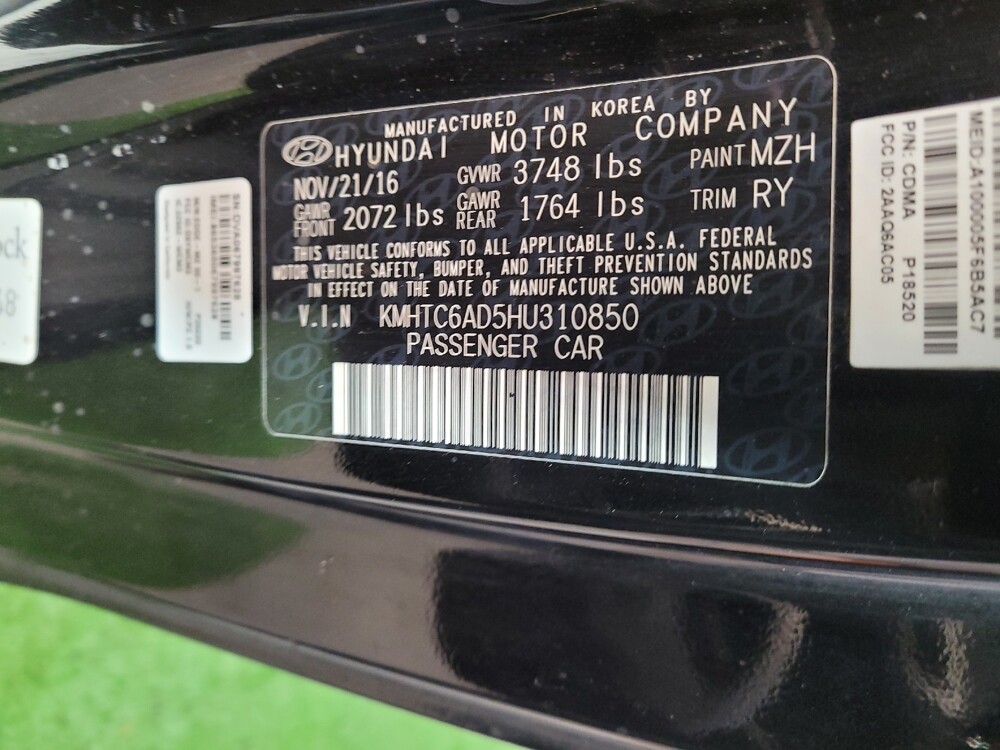 MANUFACTURED IN KOREA BY
HYUNDAI MOTOR COMPANY
NOV/21/16 GVWR 3748 lbs PAINT MZH
GAWR FRONT 2072 lbs GAWR REAR 1764 lbs TRIM RY
THIS VEHICLE CONFORMS TO ALL APPLICABLE U.S.A. FEDERAL
MOTOR VEHICLE SAFETY, BUMPER, AND THEFT PREVENTION STANDARDS
IN EFFECT ON THE DATE OF MANUFACTURE SHOWN ABOVE
V.I.N KMHTC6AD5HU310850
PASSENGER CAR
MEID: A100005F6B5AC7
P/N: CDMA P18520
FCC ID: 2AAQ6AC05